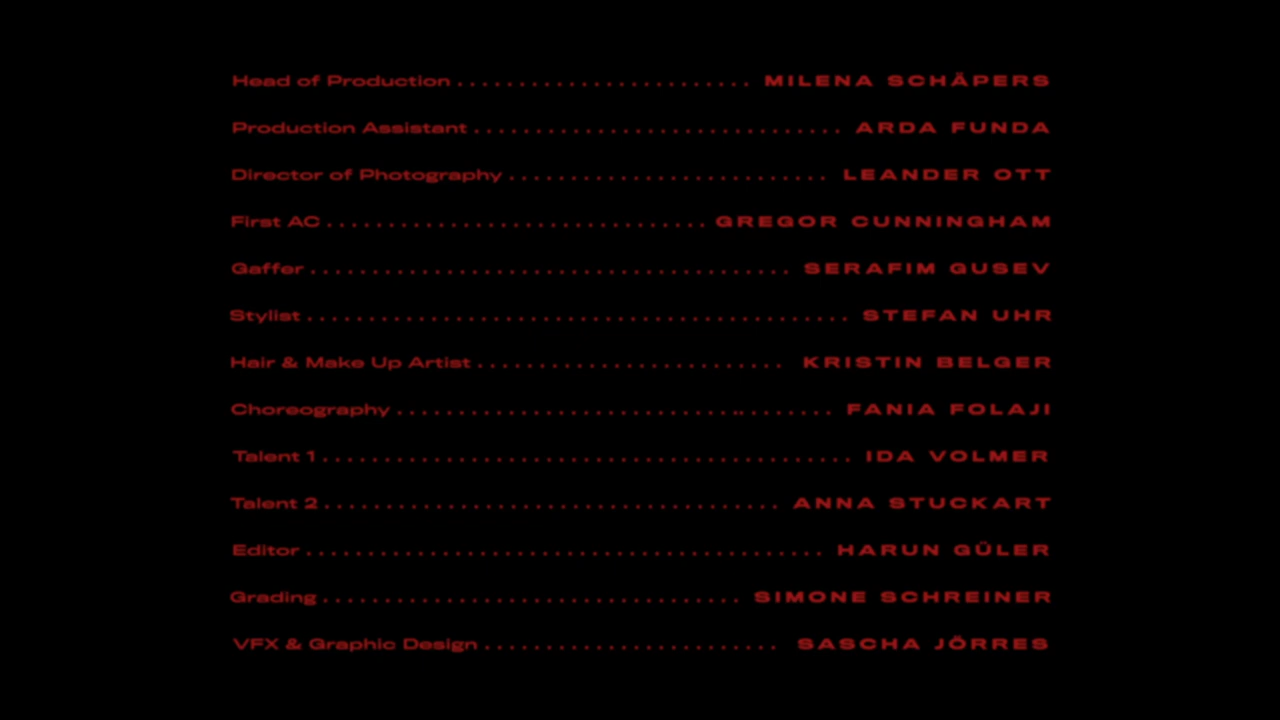 Head of Production ........................ MILENA SCHÄPERS
Production Assistant .............................. ARDA FUNDA
Director of Photography .......................... LEANDER OTT
First AC ............................... GREGOR CUNNINGHAM
Gaffer ....................................... SERAFIM GUSEV
Stylist ............................................ STEFAN UHR
Hair & Make Up Artist ......................... KRISTIN BELGER
Choreography .................................... FANIA FOLAJI
Talent 1 ........................................... IDA VOLMER
Talent 2 ..................................... ANNA STUCKART
Editor .......................................... HARUN GÜLER
Grading .................................. SIMONE SCHREINER
VFX & Graphic Design ........................ SASCHA JÖRRES